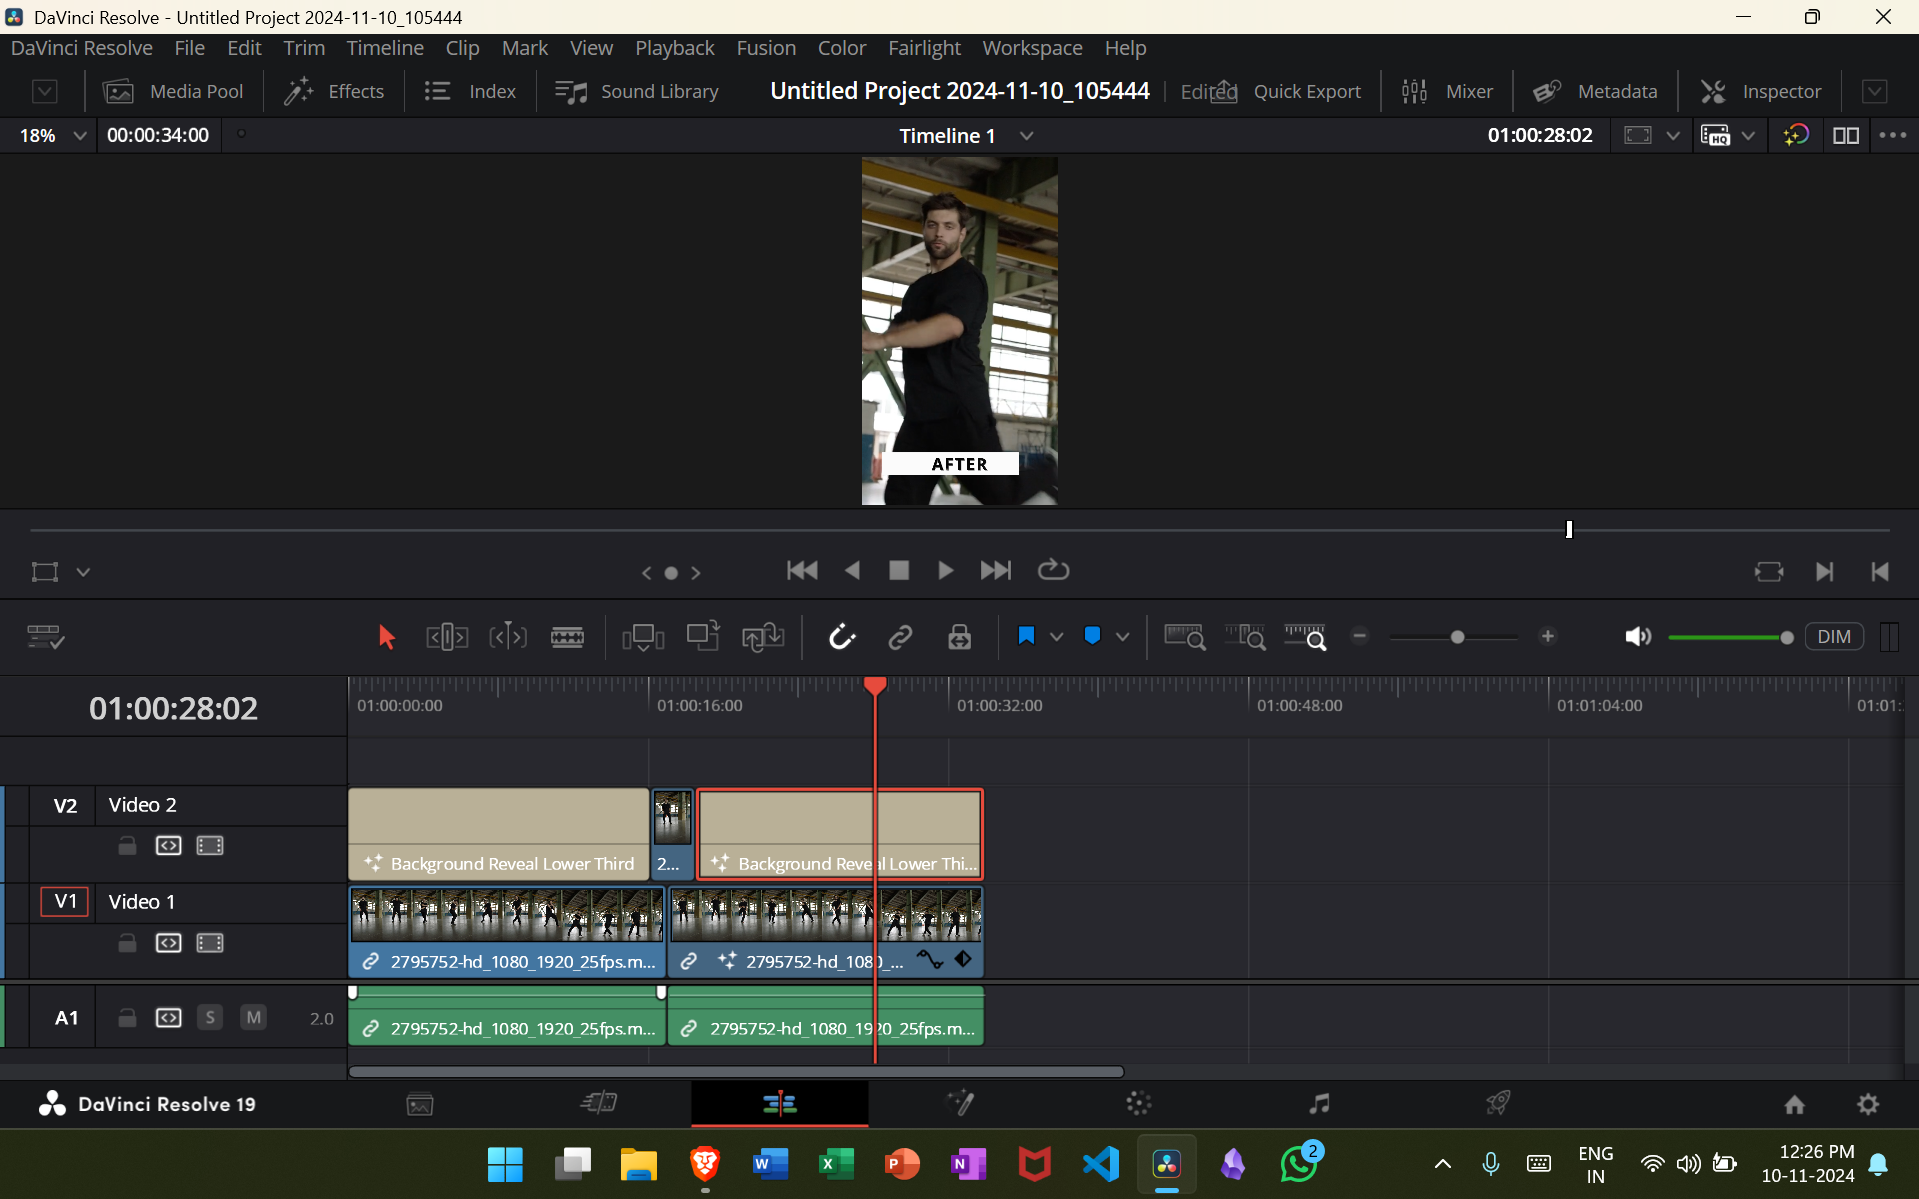 DaVinci Resolve - Untitled Project 2024-11-10_105444
DaVinci Resolve File Edit Trim Timeline Clip Mark View Playback Fusion Color Fairlight Workspace Help
Media Pool Effects Index Sound Library Untitled Project 2024-11-10_105444 Edited Quick Export Mixer Metadata Inspector
18% 00:00:34:00 Timeline 1 01:00:28:02 HQ
AFTER
DIM
01:00:28:02 01:00:00:00 01:00:16:00 01:00:32:00 01:00:48:00 01:01:04:00 01:01:
V2 Video 2
Background Reveal Lower Third 2... Background Reveal Lower Thi...
V1 Video 1
2795752-hd_1080_1920_25fps.m... 2795752-hd_1080_...
A1 S M 2.0
2795752-hd_1080_1920_25fps.m... 2795752-hd_1080_1920_25fps.m...
DaVinci Resolve 19
W X P N 2
ENG
IN
12:26 PM
10-11-2024